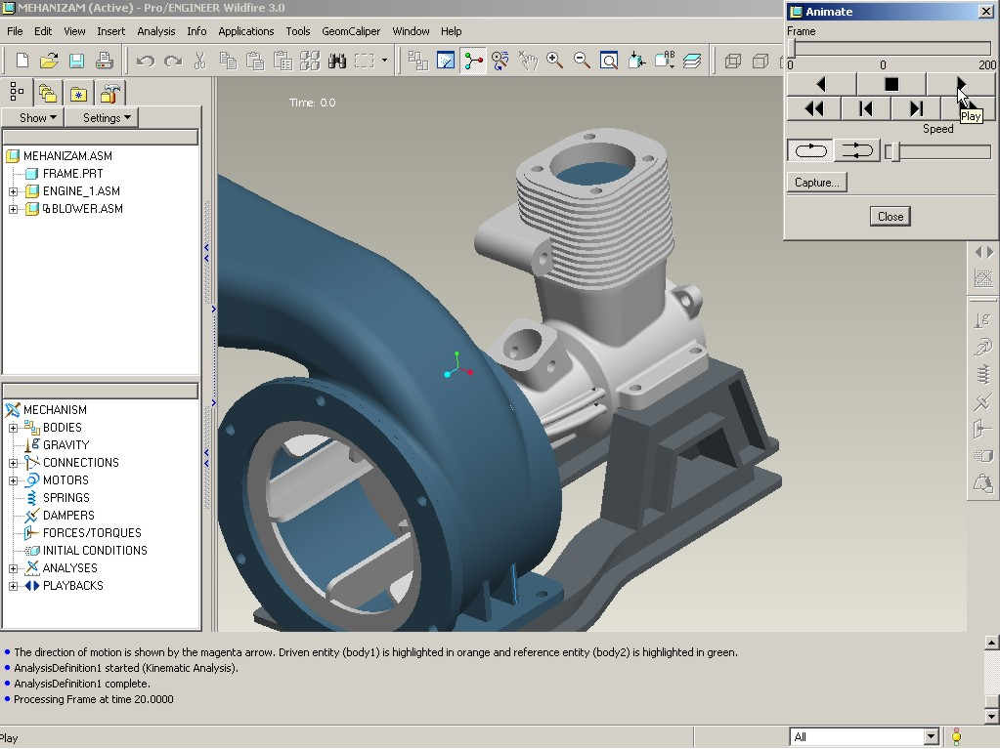 MEHANIZAM (Active) - Pro/ENGINEER Wildfire 3.0
File Edit View Insert Analysis Info Applications Tools GeomCaliper Window Help
Animate
Frame
0 0 200
Play
Speed
Capture...
Close
Show Settings
Time: 0.0
MEHANIZAM.ASM
FRAME.PRT
ENGINE_1.ASM
BLOWER.ASM
MECHANISM
BODIES
GRAVITY
CONNECTIONS
MOTORS
SPRINGS
DAMPERS
FORCES/TORQUES
INITIAL CONDITIONS
ANALYSES
PLAYBACKS
The direction of motion is shown by the magenta arrow. Driven entity (body1) is highlighted in orange and reference entity (body2) is highlighted in green.
AnalysisDefinition1 started (Kinematic Analysis).
AnalysisDefinition1 complete.
Processing Frame at time 20.0000
Play
All